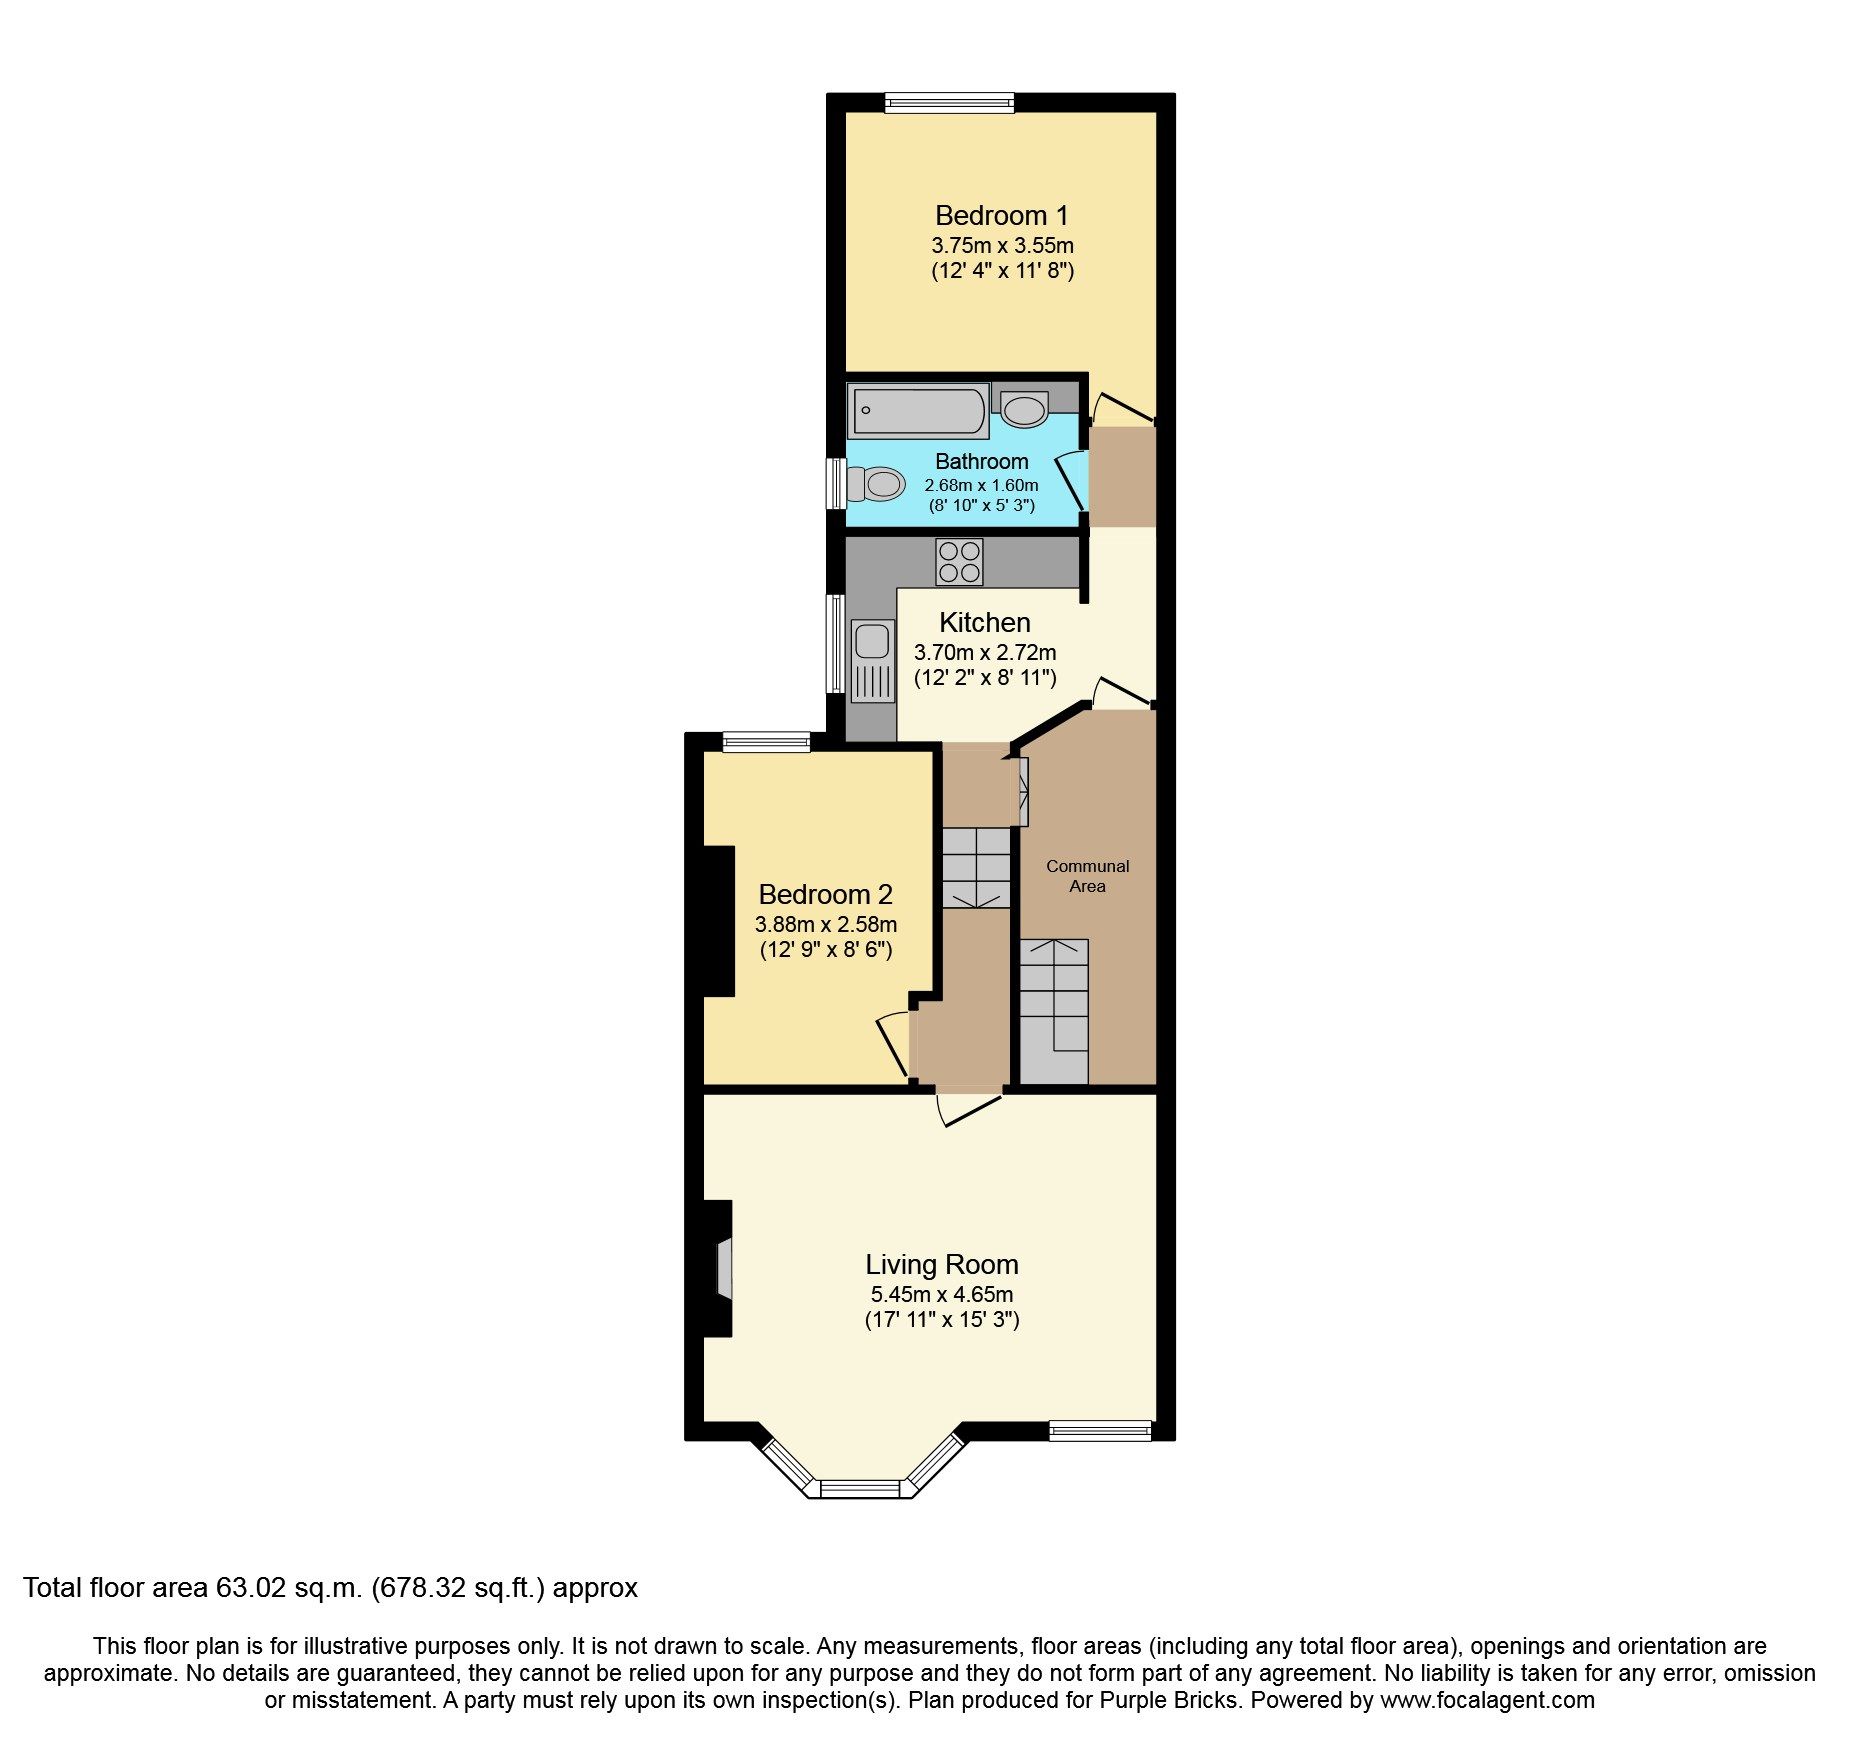 Bedroom 1
3.75m x 3.55m
(12' 4" x 11' 8")
Bathroom
2.68m x 1.60m
(8' 10" x 5' 3")
Kitchen
3.70m x 2.72m
(12' 2" x 8' 11")
Communal
Area
Bedroom 2
3.88m x 2.58m
(12' 9" x 8' 6")
Living Room
5.45m x 4.65m
(17' 11" x 15' 3")
Total floor area 63.02 sq.m. (678.32 sq.ft.) approx
This floor plan is for illustrative purposes only. It is not drawn to scale. Any measurements, floor areas (including any total floor area), openings and orientation are
approximate. No details are guaranteed, they cannot be relied upon for any purpose and they do not form part of any agreement. No liability is taken for any error, omission
or misstatement. A party must rely upon its own inspection(s). Plan produced for Purple Bricks. Powered by www.focalagent.com